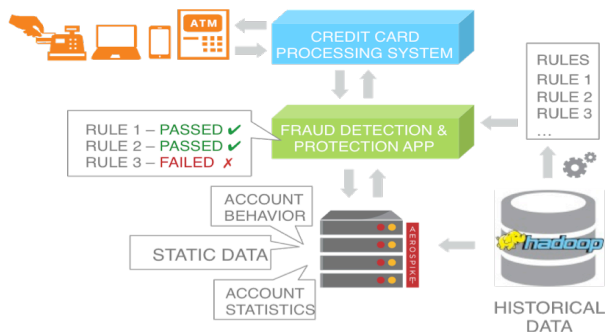 ATM
CREDIT CARD
PROCESSING SYSTEM
RULES
RULE 1
RULE 2
RULE 3
...
RULE 1 – PASSED ✔
RULE 2 – PASSED ✔
RULE 3 – FAILED ✗
FRAUD DETECTION &
PROTECTION APP
ACCOUNT
BEHAVIOR
STATIC DATA
ACCOUNT
STATISTICS
AEROSPIKE
hadoop
HISTORICAL
DATA